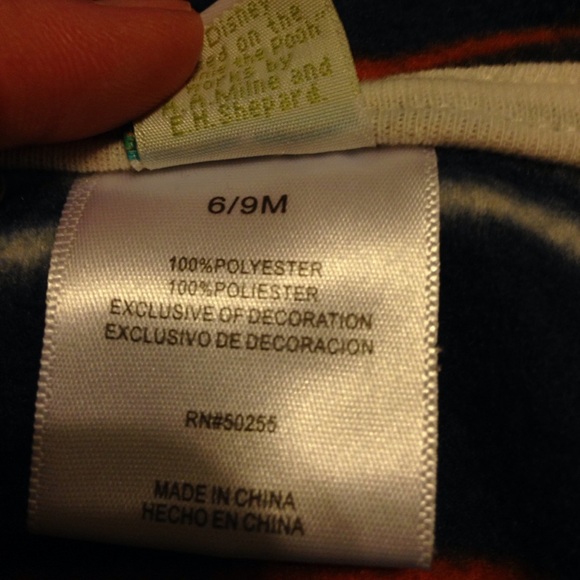 Disney
on the
the Pooh"
by
A.A. Milne and
E.H. Shepard.
6/9M
100%POLYESTER
100%POLIESTER
EXCLUSIVE OF DECORATION
EXCLUSIVO DE DECORACION
RN#50255
MADE IN CHINA
HECHO EN CHINA